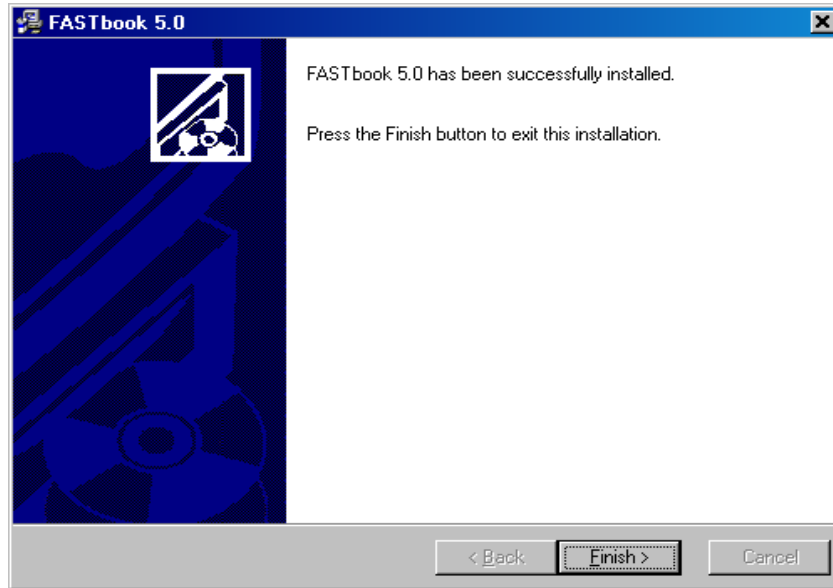 FASTbook 5.0
FASTbook 5.0 has been successfully installed.
Press the Finish button to exit this installation.
< Back Finish > Cancel